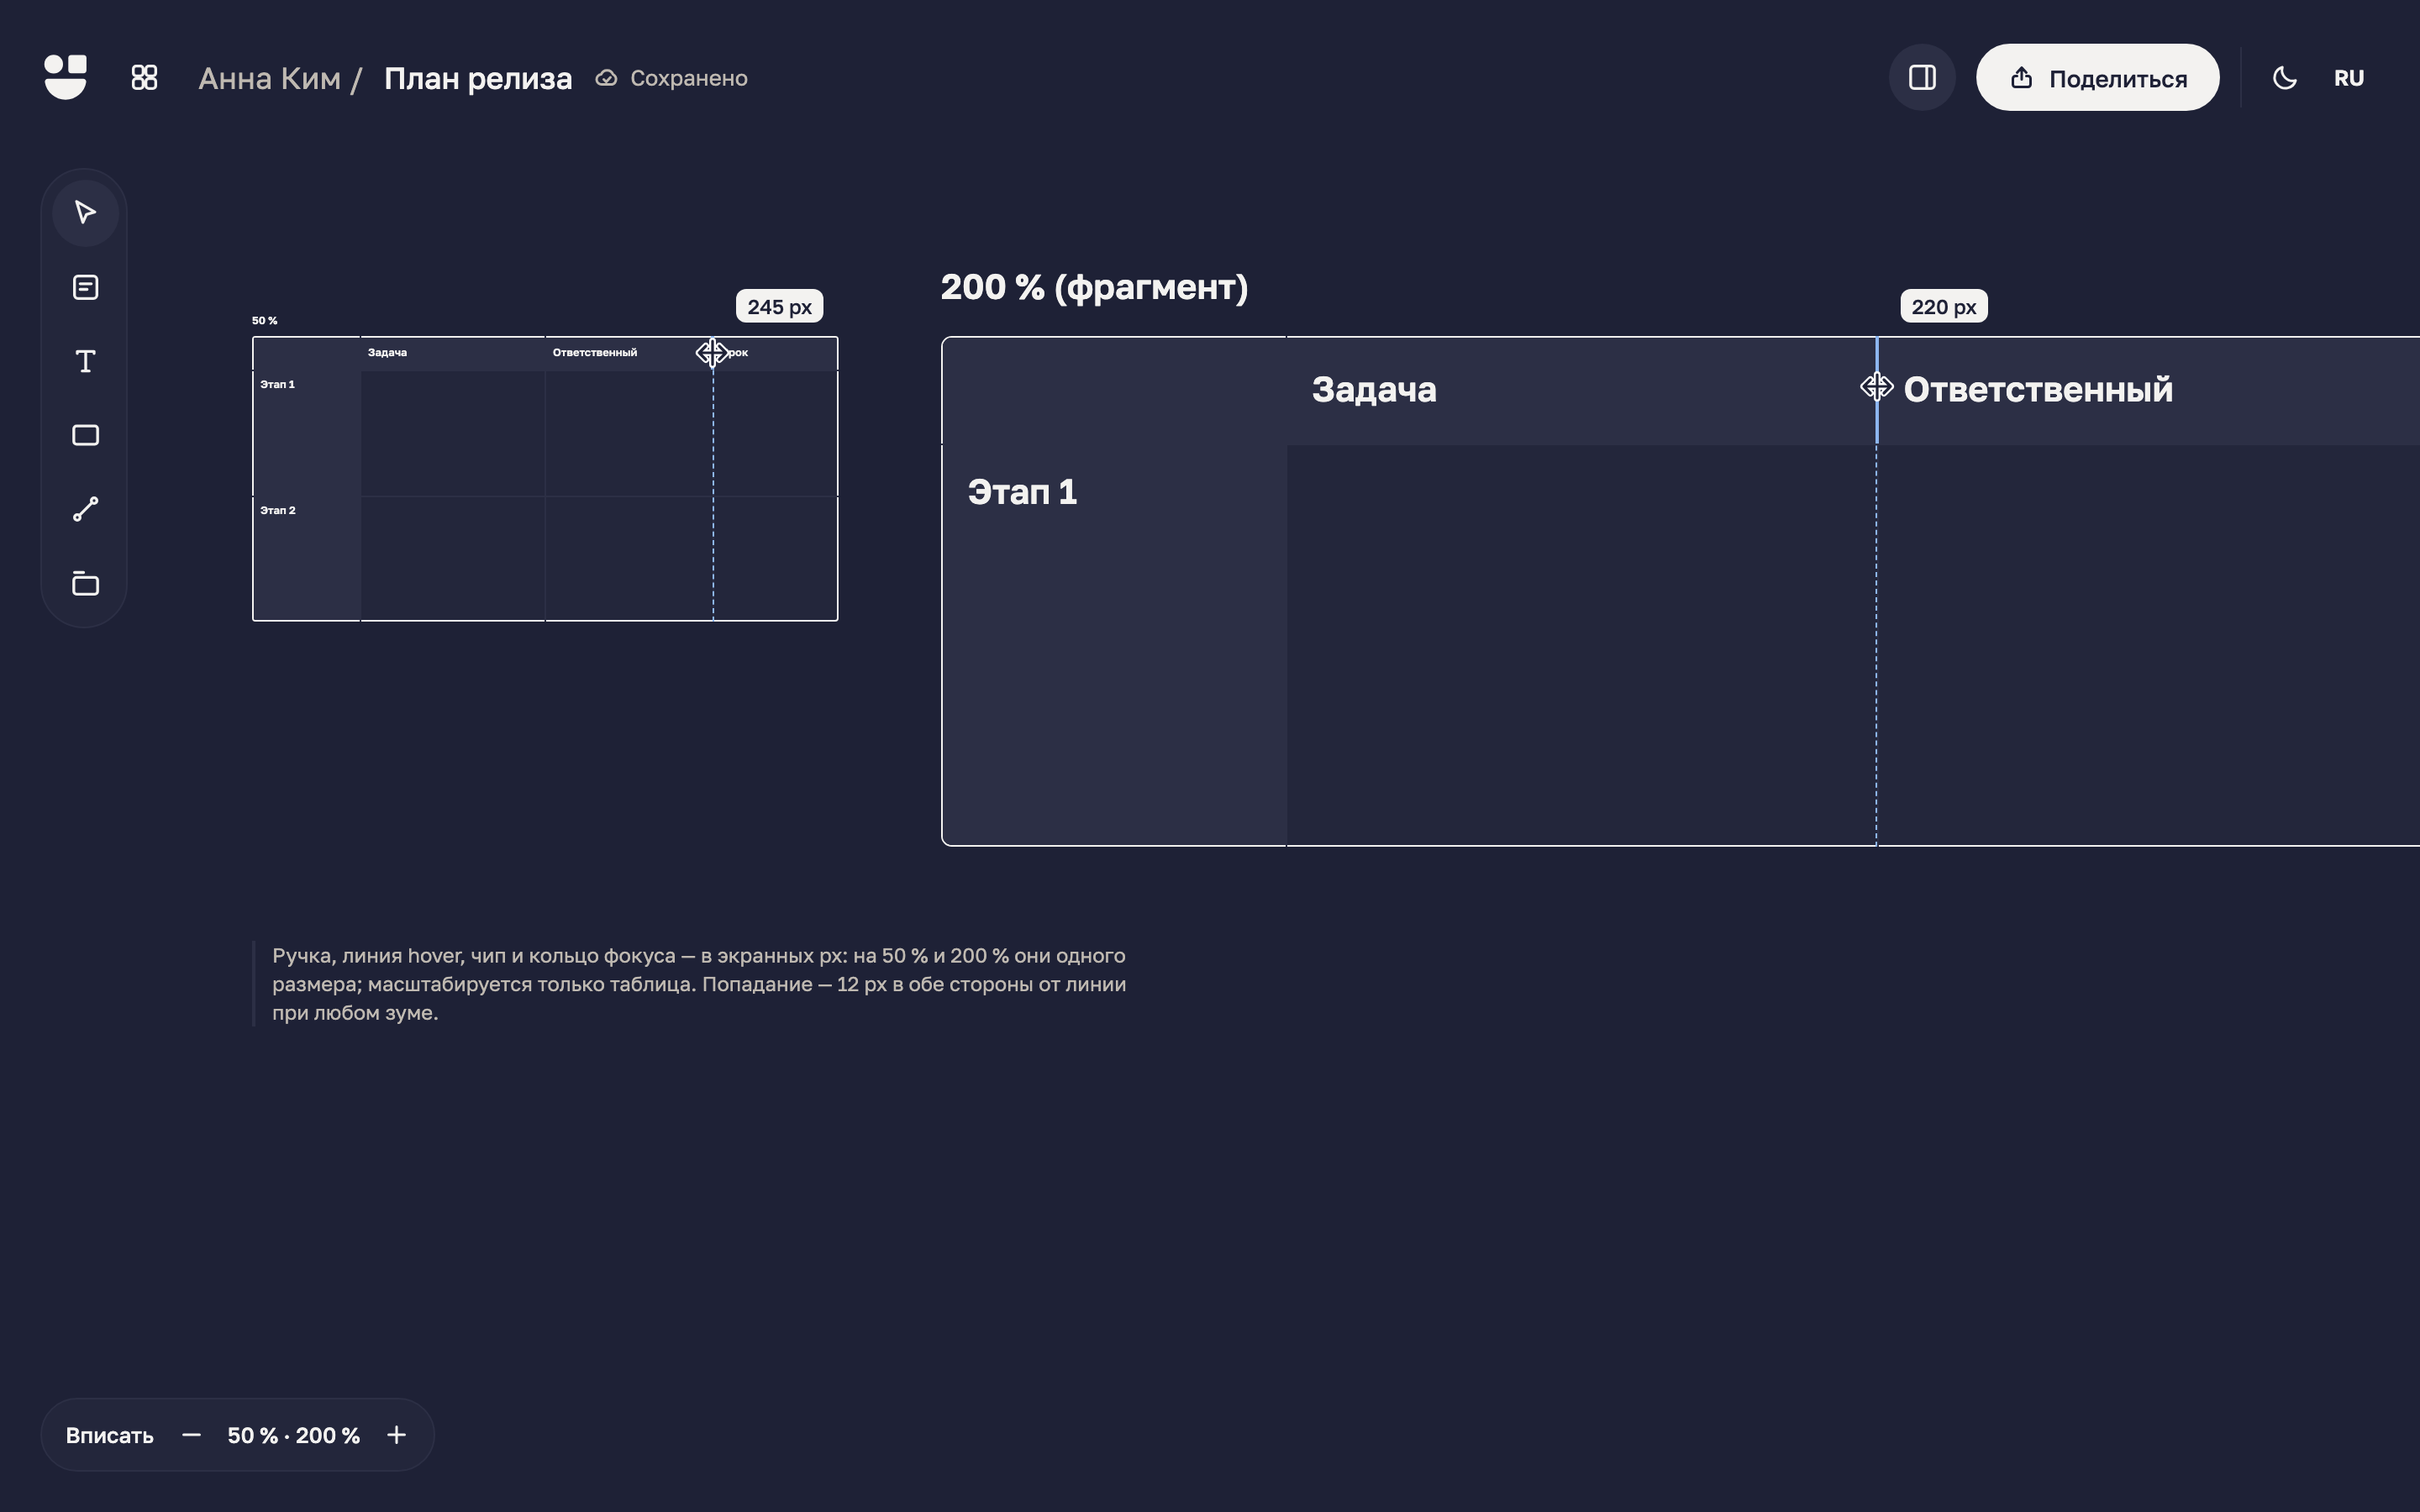 Анна Ким / План релиза Сохранено
Поделиться
RU
50 %
245 px
Задача Ответственный рок
Этап 1
Этап 2
200 % (фрагмент)
220 px
Задача Ответственный
Этап 1
Ручка, линия hover, чип и кольцо фокуса — в экранных px: на 50 % и 200 % они одного
размера; масштабируется только таблица. Попадание — 12 px в обе стороны от линии
при любом зуме.
Вписать — 50 % · 200 % +